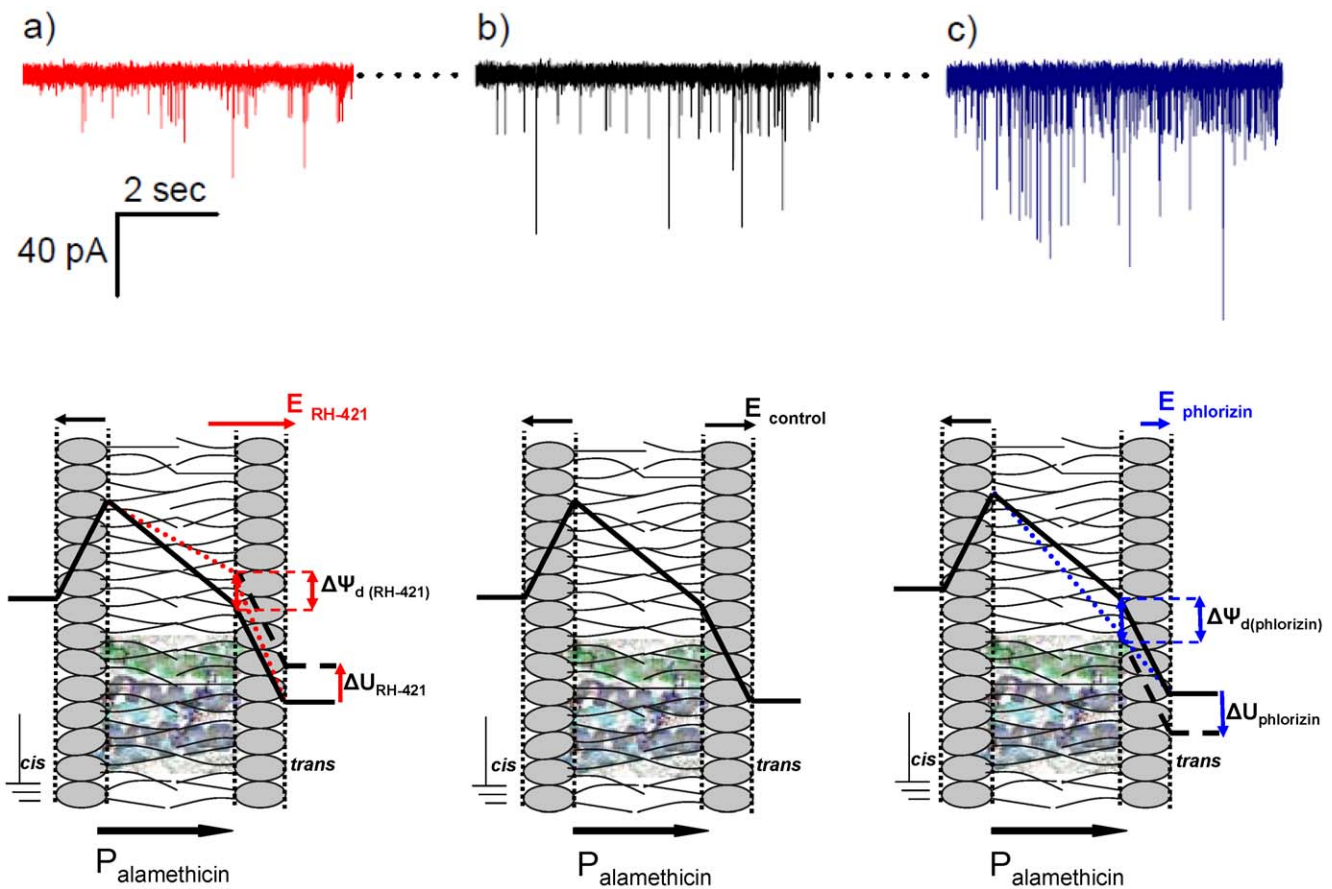 a)
b)
c)
2 sec
40 pA
E RH-421
E control
E phlorizin
ΔΨd (RH-421)
ΔURH-421
ΔΨd(phlorizin)
ΔUphlorizin
cis
trans
cis
trans
cis
trans
Palamethicin
Palamethicin
Palamethicin